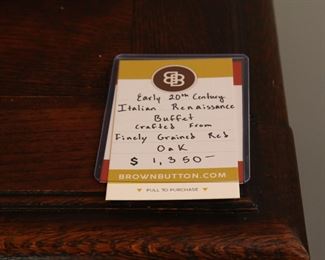 BB
Early 20th Century
Italian Renaissance
Buffet
Crafted From
Finely Grained Red
Oak
$ 1,350—
BROWNBUTTON.COM
PULL TO PURCHASE